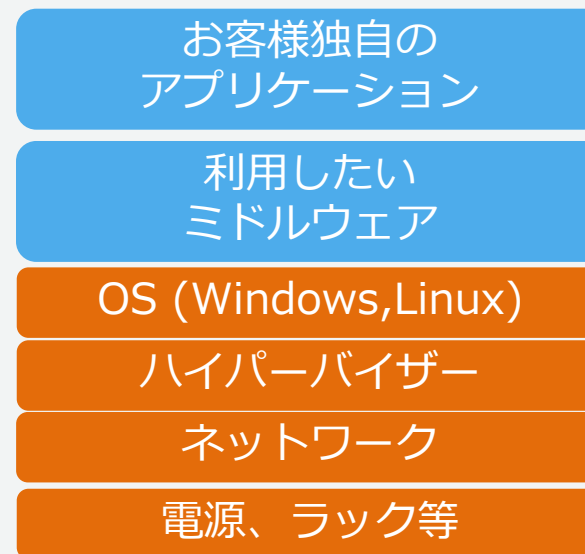 お客様独自の
アプリケーション
利用したい
ミドルウェア
OS (Windows,Linux)
ハイパーバイザー
ネットワーク
電源、ラック等